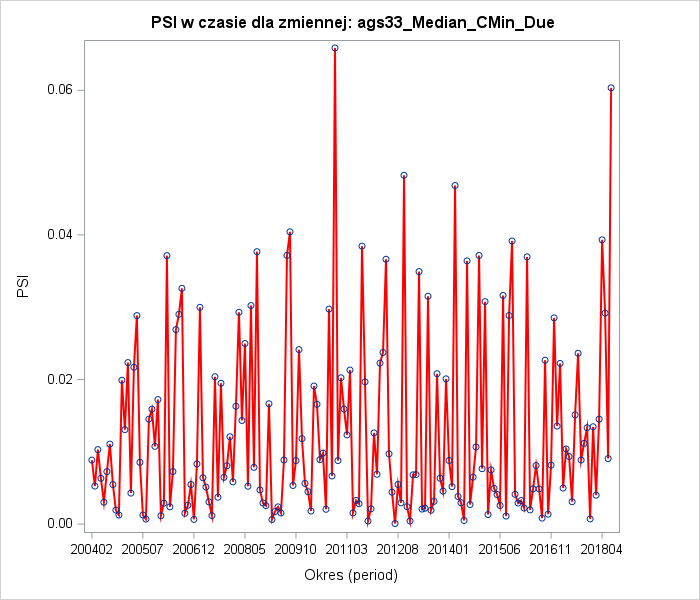 PSI w czasie dla zmiennej: ags33_Median_CMin_Due
0.06
0.04
0.02
0.00
PSI
200402 200507 200612 200805 200910 201103 201208 201401 201506 201611 201804
Okres (period)